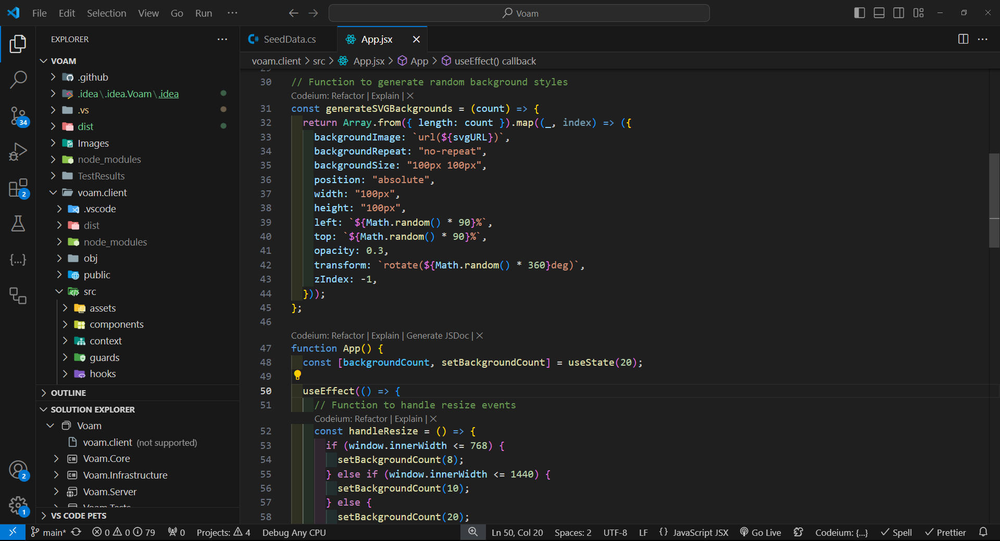 File Edit Selection View Go Run ··· Voam
EXPLORER ···
VOAM
.github
.idea\.idea.Voam\.idea
.vs
dist
Images
node_modules
TestResults
voam.client
.vscode
dist
node_modules
obj
public
src
assets
components
context
guards
hooks
OUTLINE
SOLUTION EXPLORER
Voam
voam.client (not supported)
Voam.Core
Voam.Infrastructure
Voam.Server
Voam.Tests
VS CODE PETS
34
2
2
1
SeedData.cs App.jsx
voam.client > src > App.jsx > App > useEffect() callback
29
30 // Function to generate random background styles
Codeium: Refactor | Explain | ×
31 const generateSVGBackgrounds = (count) => {
32 return Array.from({ length: count }).map((_, index) => ({
33 backgroundImage: `url(${svgURL})`,
34 backgroundRepeat: "no-repeat",
35 backgroundSize: "100px 100px",
36 position: "absolute",
37 width: "100px",
38 height: "100px",
39 left: `${Math.random() * 90}%`,
40 top: `${Math.random() * 90}%`,
41 opacity: 0.3,
42 transform: `rotate(${Math.random() * 360}deg)`,
43 zIndex: -1,
44 }));
45 };
46
Codeium: Refactor | Explain | Generate JSDoc | ×
47 function App() {
48 const [backgroundCount, setBackgroundCount] = useState(20);
49
50 useEffect(() => {
51 // Function to handle resize events
Codeium: Refactor | Explain | ×
52 const handleResize = () => {
53 if (window.innerWidth <= 768) {
54 setBackgroundCount(8);
55 } else if (window.innerWidth <= 1440) {
56 setBackgroundCount(10);
57 } else {
58 setBackgroundCount(20);
main* 0 0 79 0 Projects: 4 Debug Any CPU Ln 50, Col 20 Spaces: 2 UTF-8 LF {} JavaScript JSX Go Live Codeium: {...} Spell Prettier